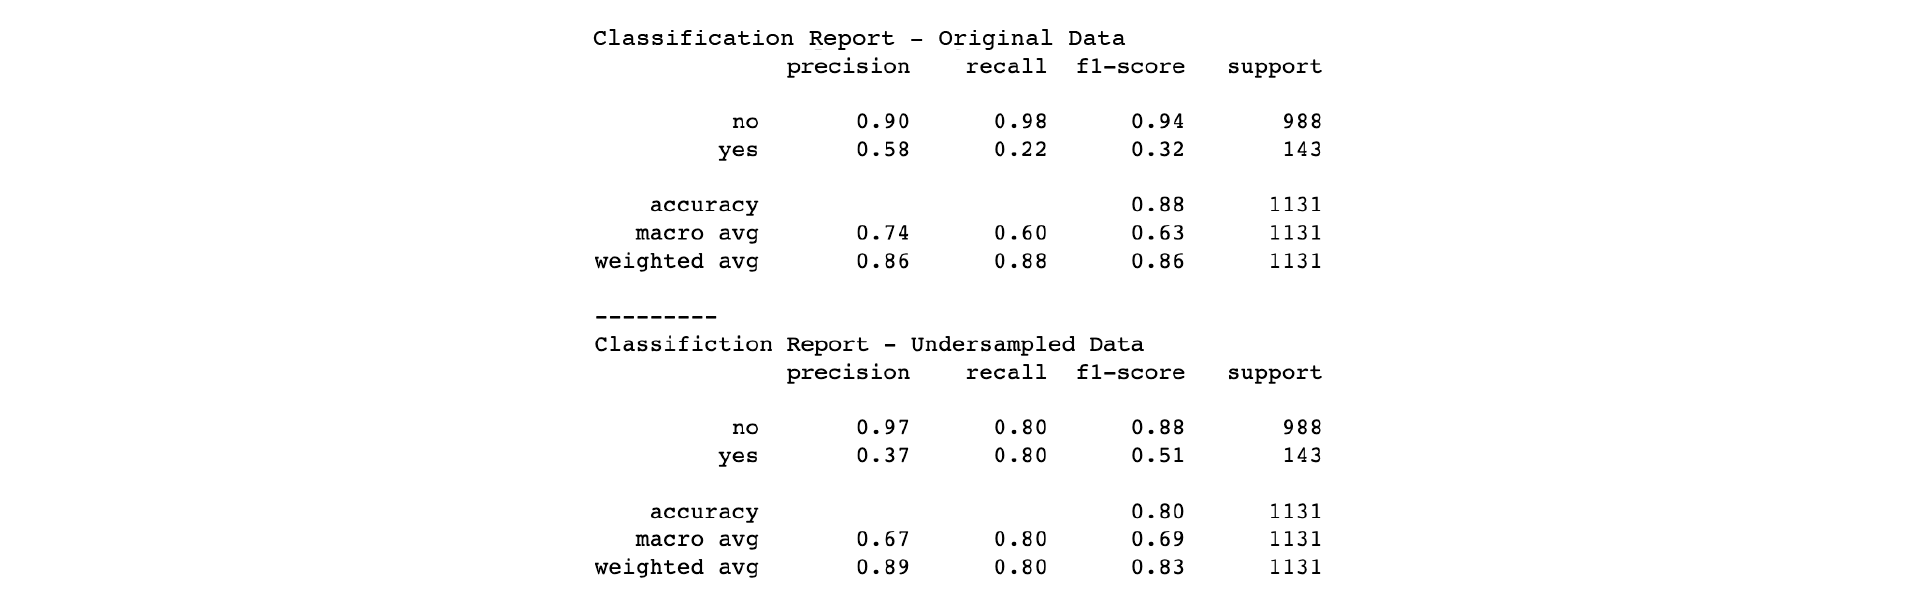 Classification Report - Original Data
precision recall f1-score support
no 0.90 0.98 0.94 988
yes 0.58 0.22 0.32 143
accuracy 0.88 1131
macro avg 0.74 0.60 0.63 1131
weighted avg 0.86 0.88 0.86 1131
---------
Classifiction Report - Undersampled Data
precision recall f1-score support
no 0.97 0.80 0.88 988
yes 0.37 0.80 0.51 143
accuracy 0.80 1131
macro avg 0.67 0.80 0.69 1131
weighted avg 0.89 0.80 0.83 1131